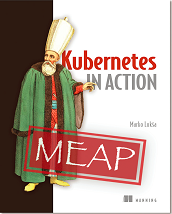 Kubernetes
IN ACTION
Marko Lukša
MEAP
MANNING